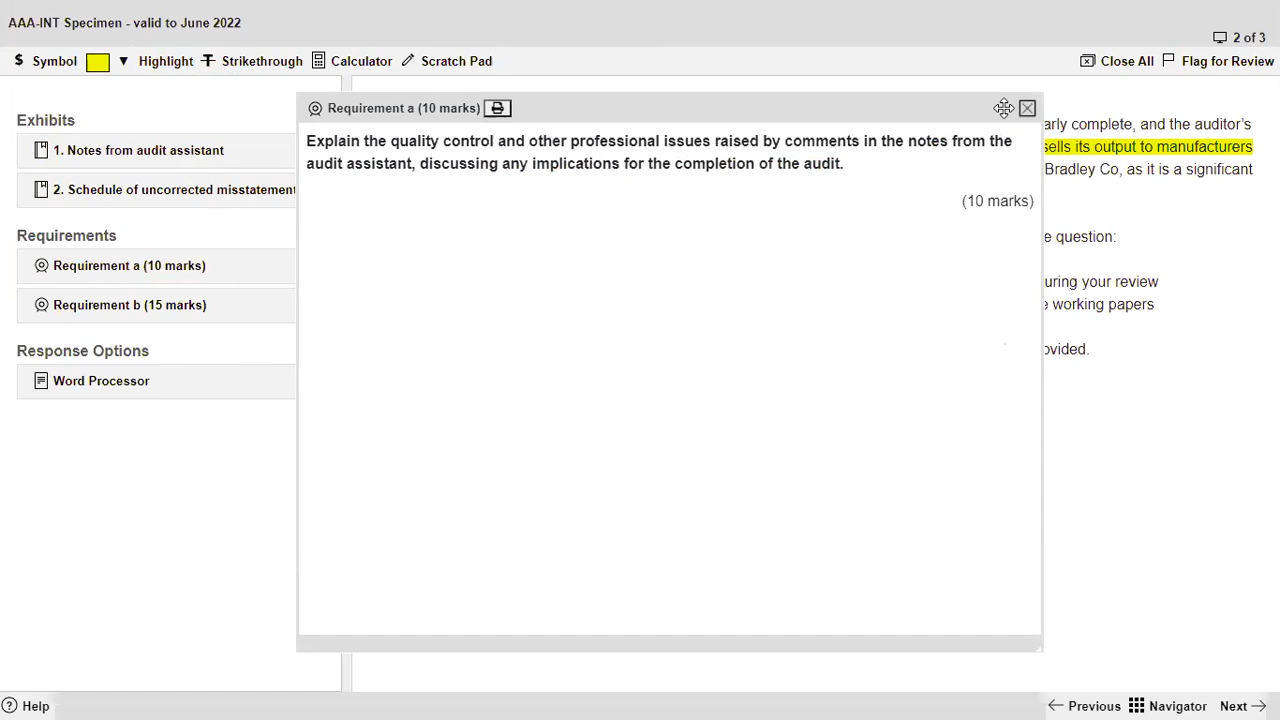 AAA-INT Specimen - valid to June 2022
2 of 3
$ Symbol Highlight Strikethrough Calculator Scratch Pad
Close All Flag for Review
Exhibits
1. Notes from audit assistant
2. Schedule of uncorrected misstatement
Requirements
Requirement a (10 marks)
Requirement b (15 marks)
Response Options
Word Processor
Requirement a (10 marks)
Explain the quality control and other professional issues raised by comments in the notes from the
audit assistant, discussing any implications for the completion of the audit.
(10 marks)
arly complete, and the auditor's
sells its output to manufacturers
Bradley Co, as it is a significant
e question:
uring your review
e working papers
ovided.
? Help
Previous Navigator Next